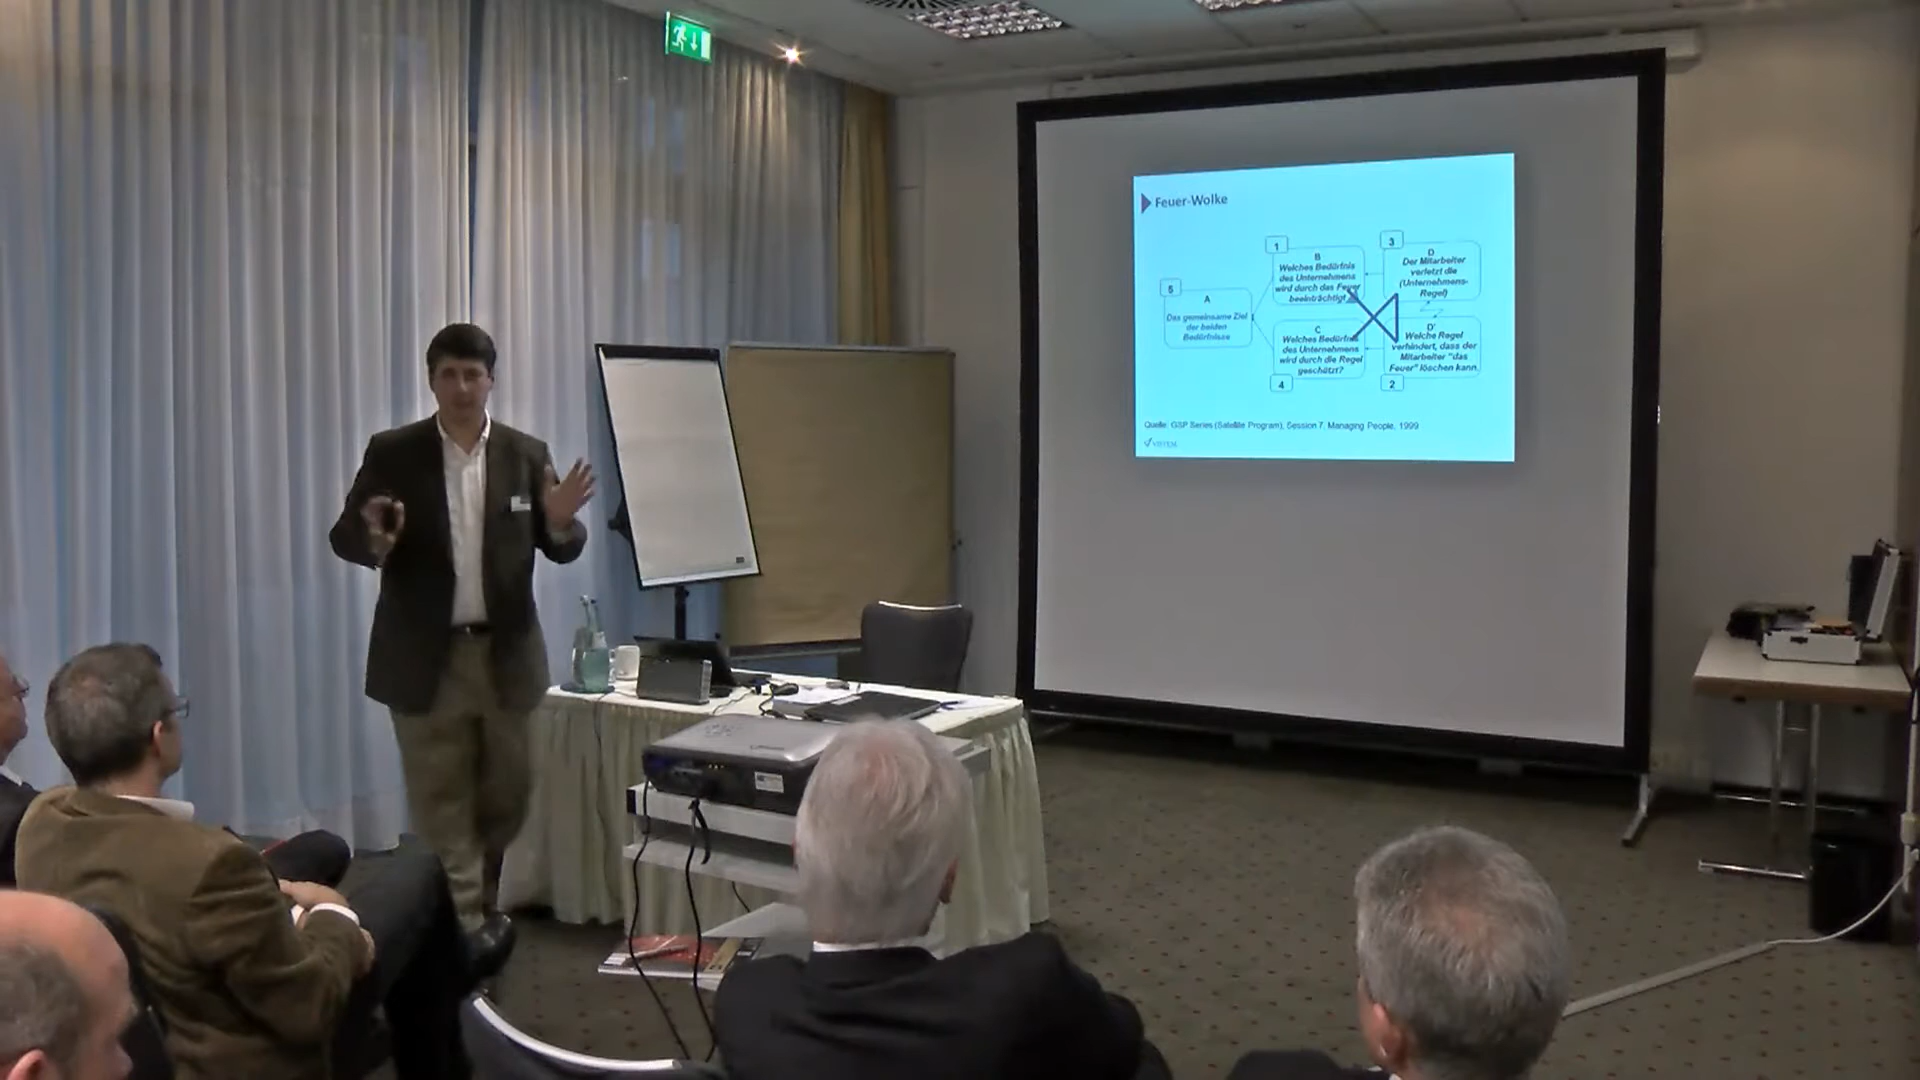 Feuer-Wolke
1
B
Welches Bedürfnis
des Unternehmens
wird durch das Feuer
beeinträchtigt
3
D
Der Mitarbeiter
verletzt die
(Unternehmens-
Regel)
5
A
Das gemeinsame Ziel
der beiden
Bedürfnisse
C
Welches Bedürfnis
des Unternehmens
wird durch die Regel
geschützt?
4
D'
Welche Regel
verhindert, dass der
Mitarbeiter "das
Feuer" löschen kann.
2
Quelle: GSP Series (Satellite Program), Session 7. Managing People, 1999
VISTEM